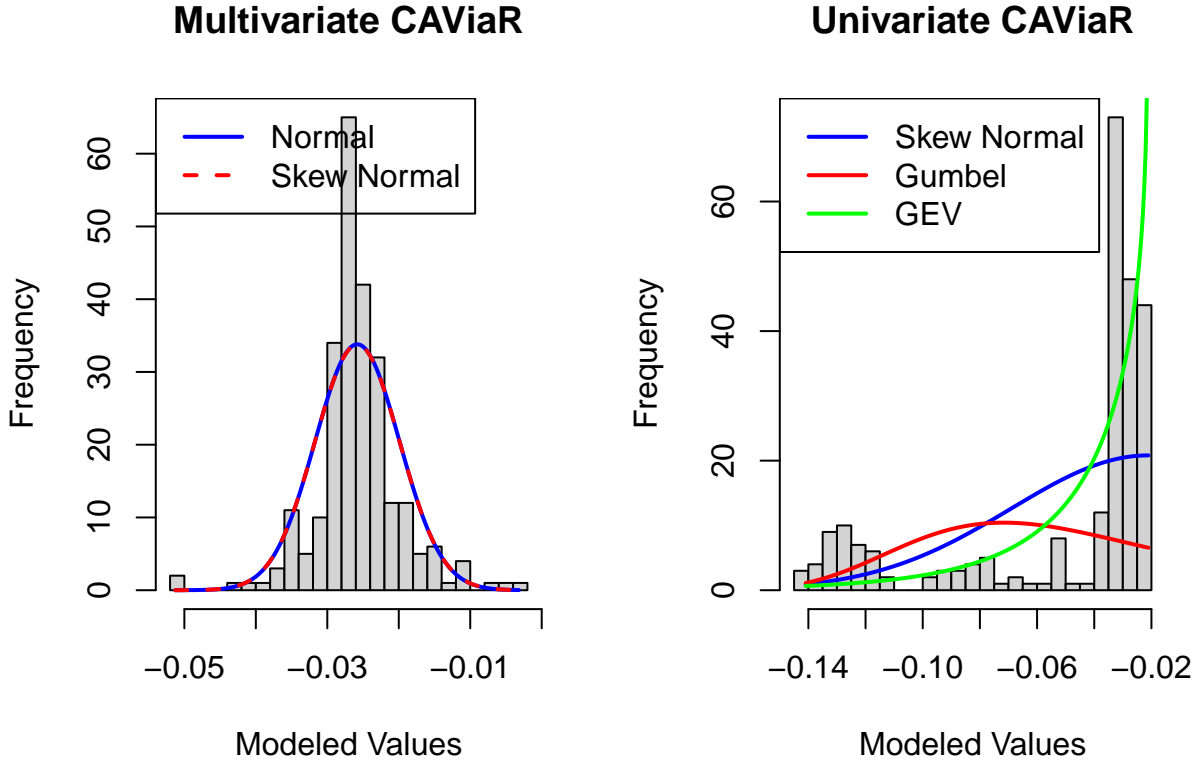 Multivariate CAViaR
Normal
Skew Normal
Frequency
0
10
20
30
40
50
60
−0.05
−0.03
−0.01
Modeled Values
Univariate CAViaR
Skew Normal
Gumbel
GEV
Frequency
0
20
40
60
−0.14
−0.10
−0.06
−0.02
Modeled Values